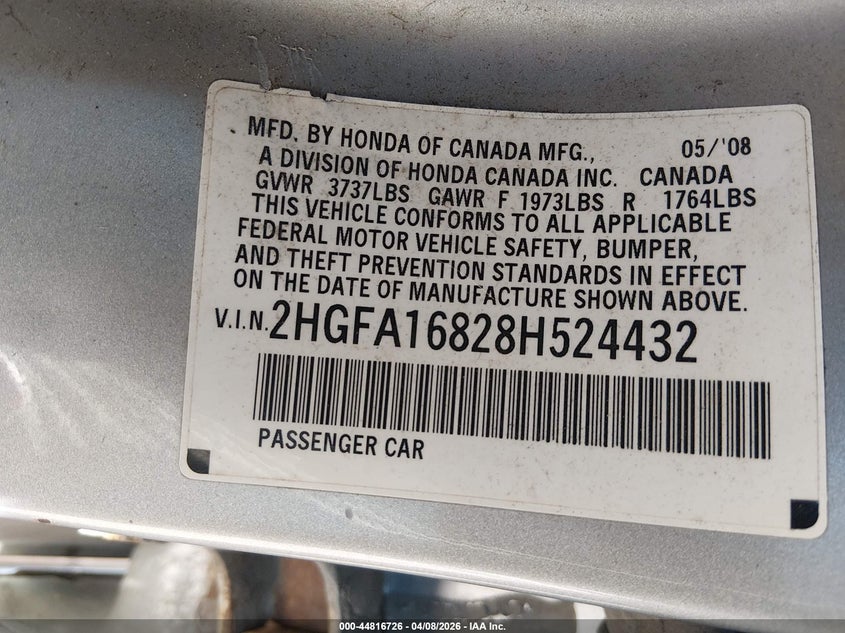 MFD. BY HONDA OF CANADA MFG., 05/'08
A DIVISION OF HONDA CANADA INC. CANADA
GVWR 3737LBS GAWR F 1973LBS R 1764LBS
THIS VEHICLE CONFORMS TO ALL APPLICABLE
FEDERAL MOTOR VEHICLE SAFETY, BUMPER,
AND THEFT PREVENTION STANDARDS IN EFFECT
ON THE DATE OF MANUFACTURE SHOWN ABOVE.
V.I.N. 2HGFA16828H524432
PASSENGER CAR
000-44816726 - 04/08/2026 - IAA Inc.